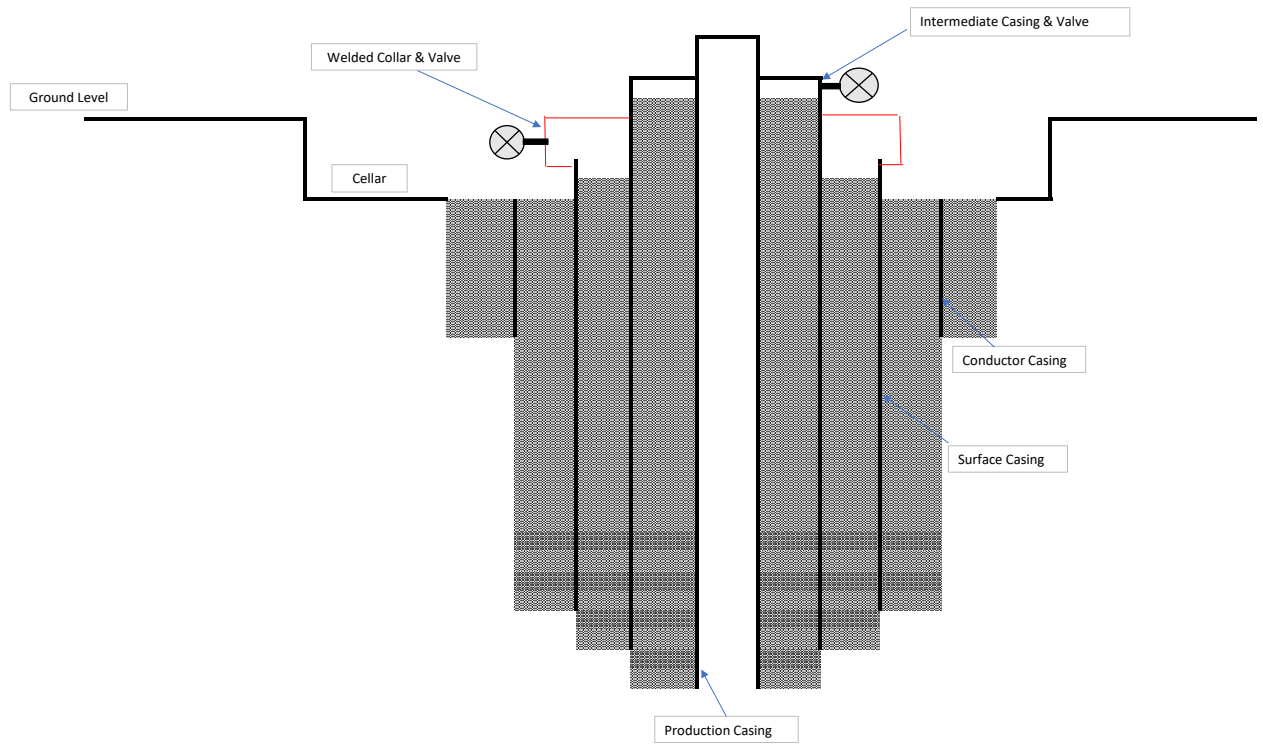 Intermediate Casing & Valve
Welded Collar & Valve
Ground Level
Cellar
Conductor Casing
Surface Casing
Production Casing